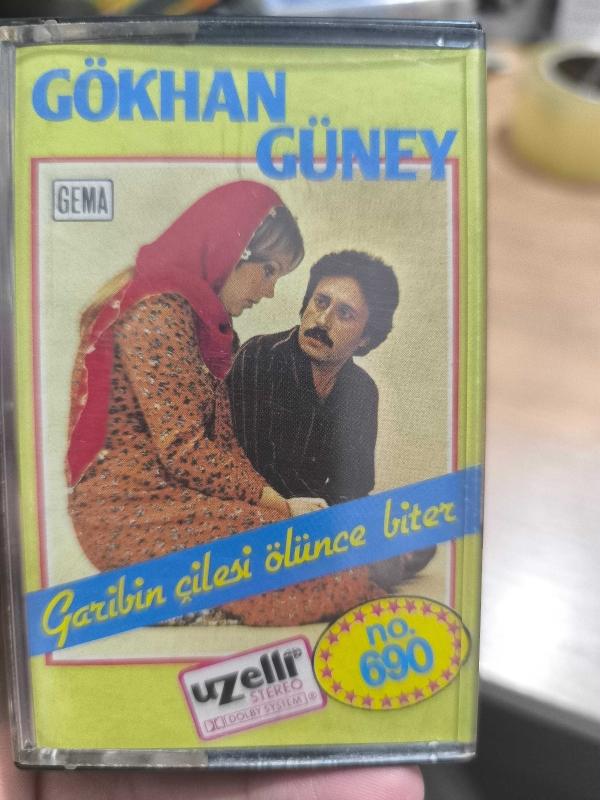 GÖKHAN
GÜNEY
GEMA
Garibin çilesi ölünce biter
no.
690
uzelli
STEREO
DOLBY SYSTEM